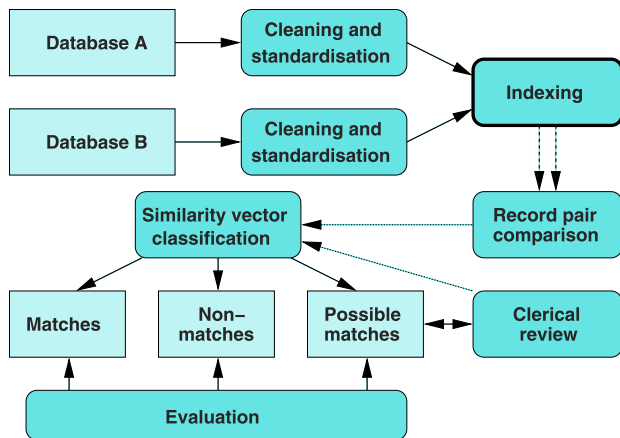 Database A
Cleaning and
standardisation
Indexing
Database B
Cleaning and
standardisation
Similarity vector
classification
Record pair
comparison
Matches
Non−
matches
Possible
matches
Clerical
review
Evaluation